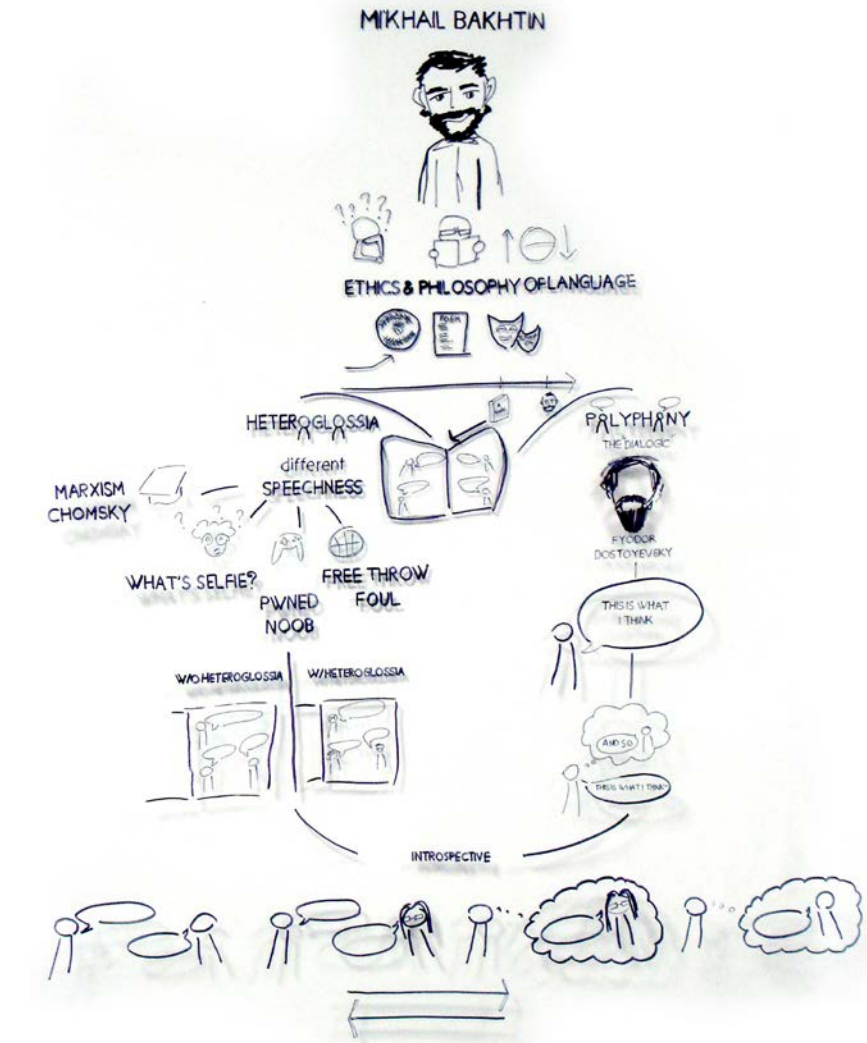 MIKHAIL BAKHTIN
? ? ? ?
ETHICS & PHILOSOPHY OF LANGUAGE
POEM
HETEROGLOSSIA
POLYPHONY
"THE DIALOGIC"
different
SPEECHNESS
MARXISM
CHOMSKY
? ? ? ?
WHAT'S SELFIE?
PWNED
NOOB
FREE THROW
FOUL
FYODOR
DOSTOYEVSKY
THIS IS WHAT
I THINK
W/O HETEROGLOSSIA
W/HETEROGLOSSIA
AND SO
THIS IS WHAT I THINK
INTROSPECTIVE